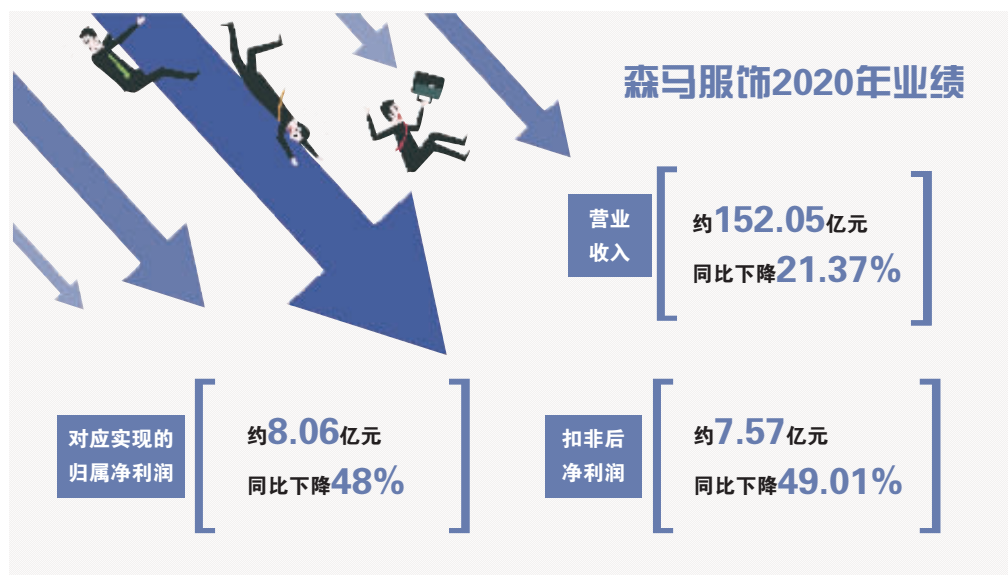 森马服饰2020年业绩
营业
收入
约152.05亿元
同比下降21.37%
对应实现的
归属净利润
约8.06亿元
同比下降48%
扣非后
净利润
约7.57亿元
同比下降49.01%